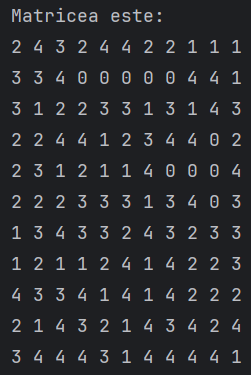 Matricea este:
2 4 3 2 4 4 2 2 1 1 1
3 3 4 0 0 0 0 0 4 4 1
3 1 2 2 3 3 1 3 1 4 3
2 2 4 4 1 2 3 4 4 0 2
2 3 1 2 1 1 4 0 0 0 4
2 2 2 3 3 3 1 3 4 0 3
1 3 4 3 3 2 4 3 2 3 3
1 2 1 1 2 4 1 4 2 2 3
4 3 3 4 1 4 1 4 2 2 2
2 1 4 3 2 1 4 3 4 2 4
3 4 4 4 3 1 4 4 4 4 1